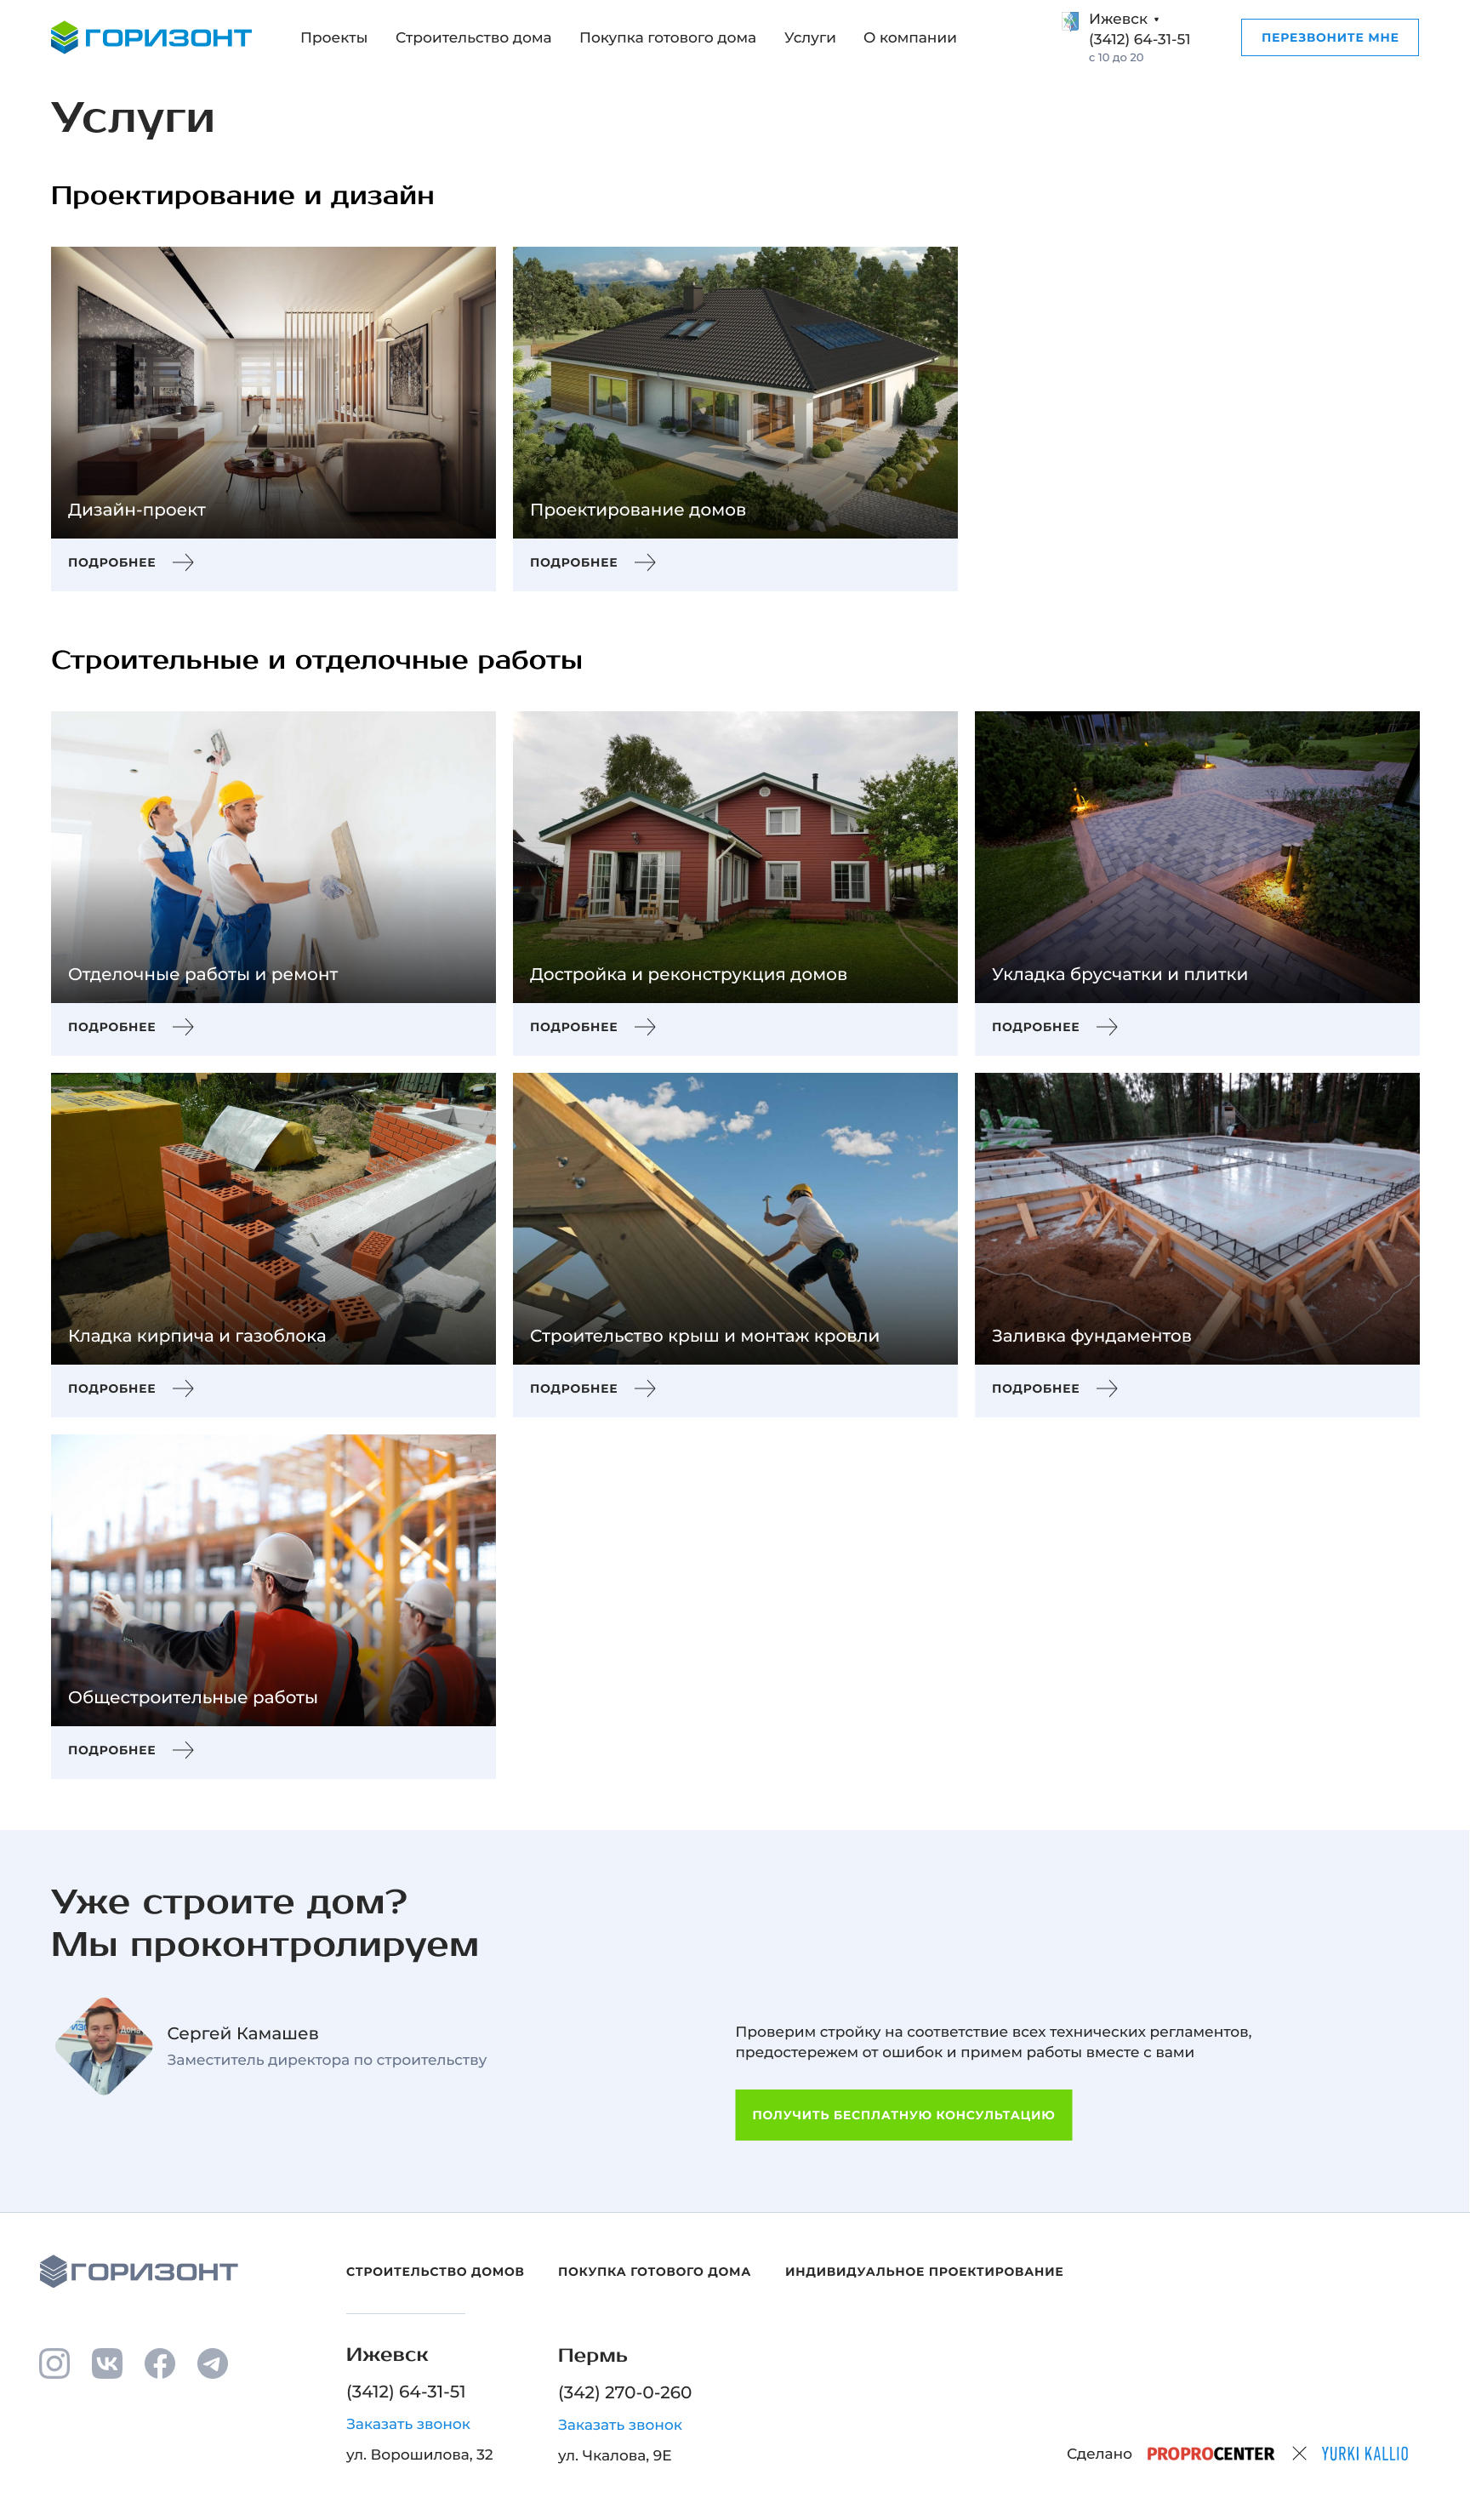 ГОРИЗОНТ
Проекты
Строительство дома
Покупка готового дома
Услуги
О компании
Ижевск
(3412) 64-31-51
с 10 до 20
ПЕРЕЗВОНИТЕ МНЕ
Услуги
Проектирование и дизайн
Дизайн-проект
ПОДРОБНЕЕ
Проектирование домов
ПОДРОБНЕЕ
Строительные и отделочные работы
Отделочные работы и ремонт
ПОДРОБНЕЕ
Достройка и реконструкция домов
ПОДРОБНЕЕ
Укладка брусчатки и плитки
ПОДРОБНЕЕ
Кладка кирпича и газоблока
ПОДРОБНЕЕ
Строительство крыш и монтаж кровли
ПОДРОБНЕЕ
Заливка фундаментов
ПОДРОБНЕЕ
Общестроительные работы
ПОДРОБНЕЕ
Уже строите дом?
Мы проконтролируем
Сергей Камашев
Заместитель директора по строительству
Проверим стройку на соответствие всех технических регламентов,
предостережем от ошибок и примем работы вместе с вами
ПОЛУЧИТЬ БЕСПЛАТНУЮ КОНСУЛЬТАЦИЮ
ГОРИЗОНТ
СТРОИТЕЛЬСТВО ДОМОВ
ПОКУПКА ГОТОВОГО ДОМА
ИНДИВИДУАЛЬНОЕ ПРОЕКТИРОВАНИЕ
Ижевск
(3412) 64-31-51
Заказать звонок
ул. Ворошилова, 32
Пермь
(342) 270-0-260
Заказать звонок
ул. Чкалова, 9Е
Сделано
PROPROCENTER
YURKI KALLIO